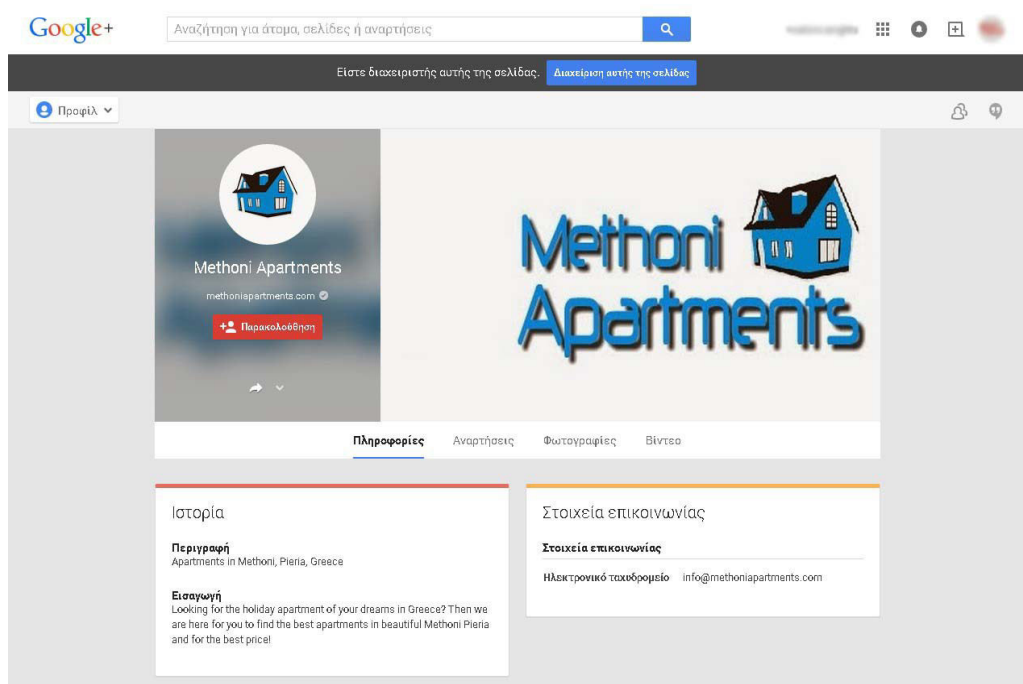 Google+
Αναζήτηση για άτομα, σελίδες ή αναρτήσεις
Είστε διαχειριστής αυτής της σελίδας. Διαχείριση αυτής της σελίδας
Προφίλ
Methoni Apartments
methoniapartments.com
Παρακολούθηση
Methoni
Apartments
Πληροφορίες Αναρτήσεις Φωτογραφίες Βίντεο
Ιστορία
Περιγραφή
Apartments in Methoni, Pieria, Greece
Εισαγωγή
Looking for the holiday apartment of your dreams in Greece? Then we
are here for you to find the best apartments in beautiful Methoni Pieria
and for the best price!
Στοιχεία επικοινωνίας
Στοιχεία επικοινωνίας
Ηλεκτρονικό ταχυδρομείο info@methoniapartments.com